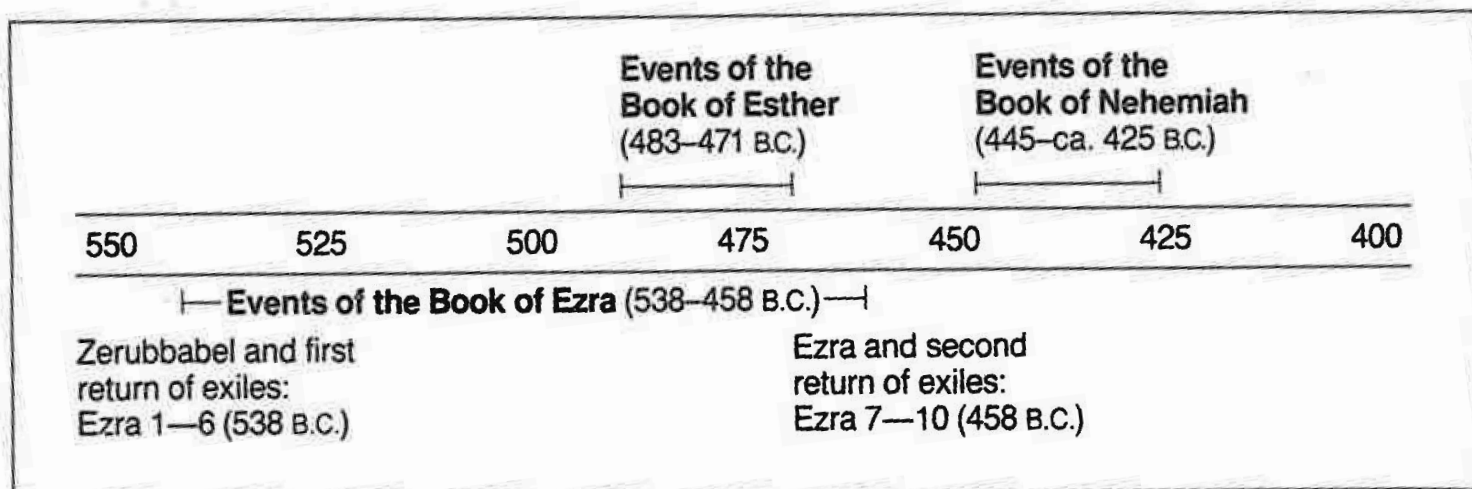 Events of the
Book of Esther
(483–471 B.C.)
Events of the
Book of Nehemiah
(445–ca. 425 B.C.)
550 525 500 475 450 425 400
Events of the Book of Ezra (538–458 B.C.)
Zerubbabel and first
return of exiles:
Ezra 1—6 (538 B.C.)
Ezra and second
return of exiles:
Ezra 7—10 (458 B.C.)